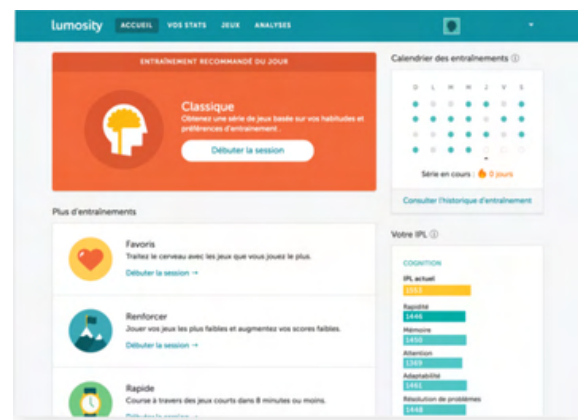 lumosity ACCUEIL VOS STATS JEUX ANALYSES
ENTRAÎNEMENT RECOMMANDÉ DU JOUR
Classique
Obtenez une série de jeux basée sur vos habitudes et
préférences d'entrainement .
Débuter la session
Plus d'entraînements
Favoris
Traitez le cerveau avec les jeux que vous jouez le plus.
Débuter la session →
Renforcer
Jouer vos jeux les plus faibles et augmentez vos scores faibles.
Débuter la session →
Rapide
Course à travers des jeux courts dans 8 minutes ou moins.
Débuter la session →
Calendrier des entraînements
D L M M J V S
Série en cours : 0 jours
Consulter l'historique d'entraînement
Votre IPL
COGNITION
IPL actuel
Rapidité
1446
Mémoire
1450
Attention
1369
Adaptabilité
1461
Résolution de problèmes
1448